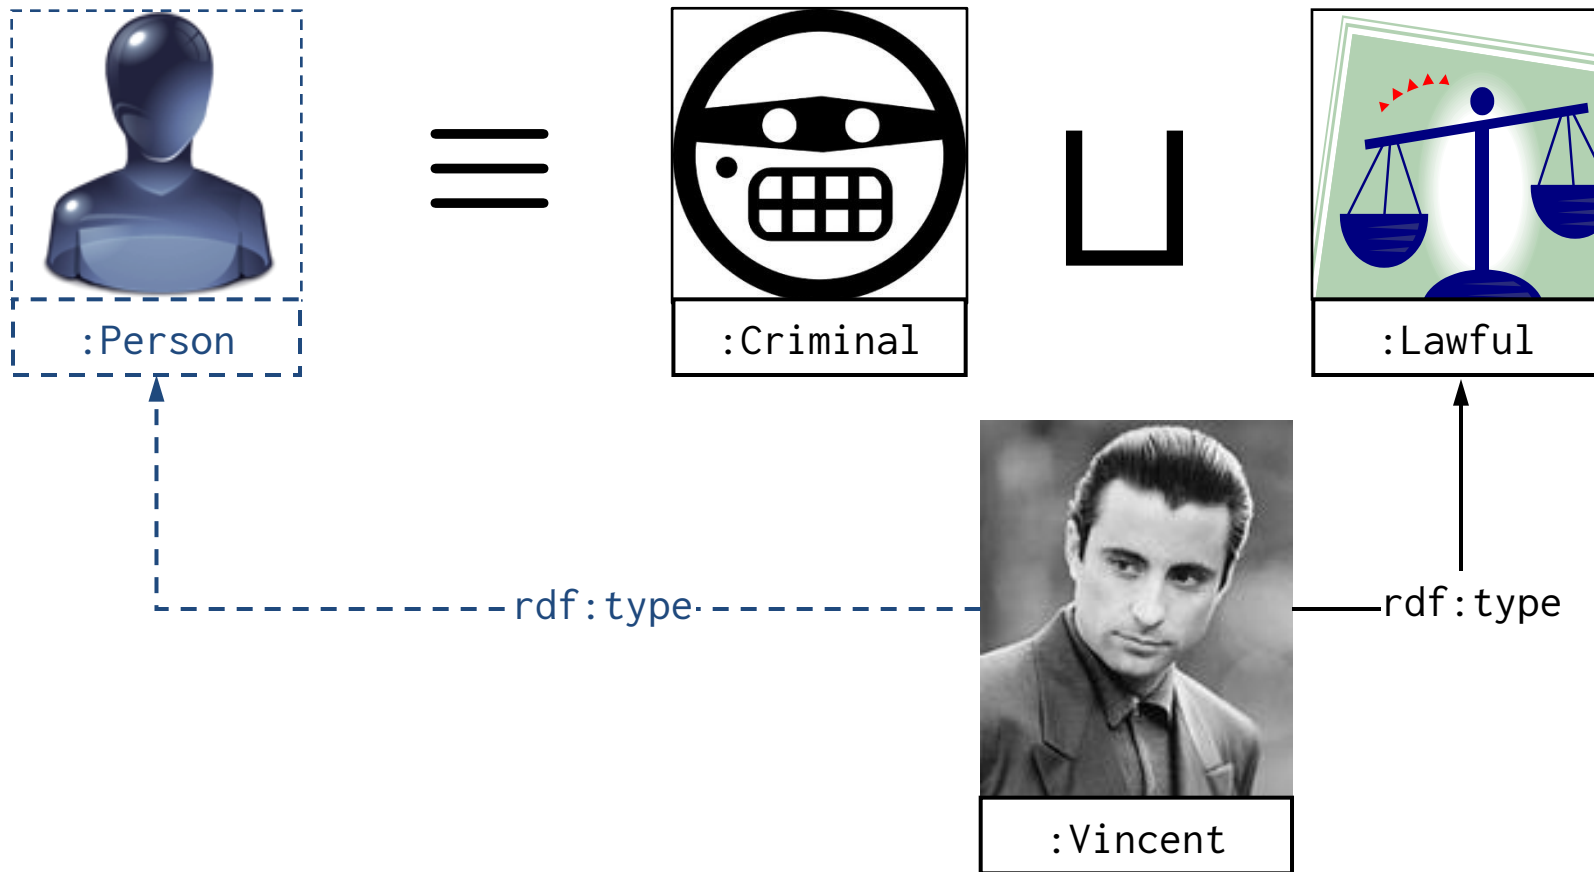 :Person
≡
:Criminal
⊔
:Lawful
rdf:type
rdf:type
:Vincent